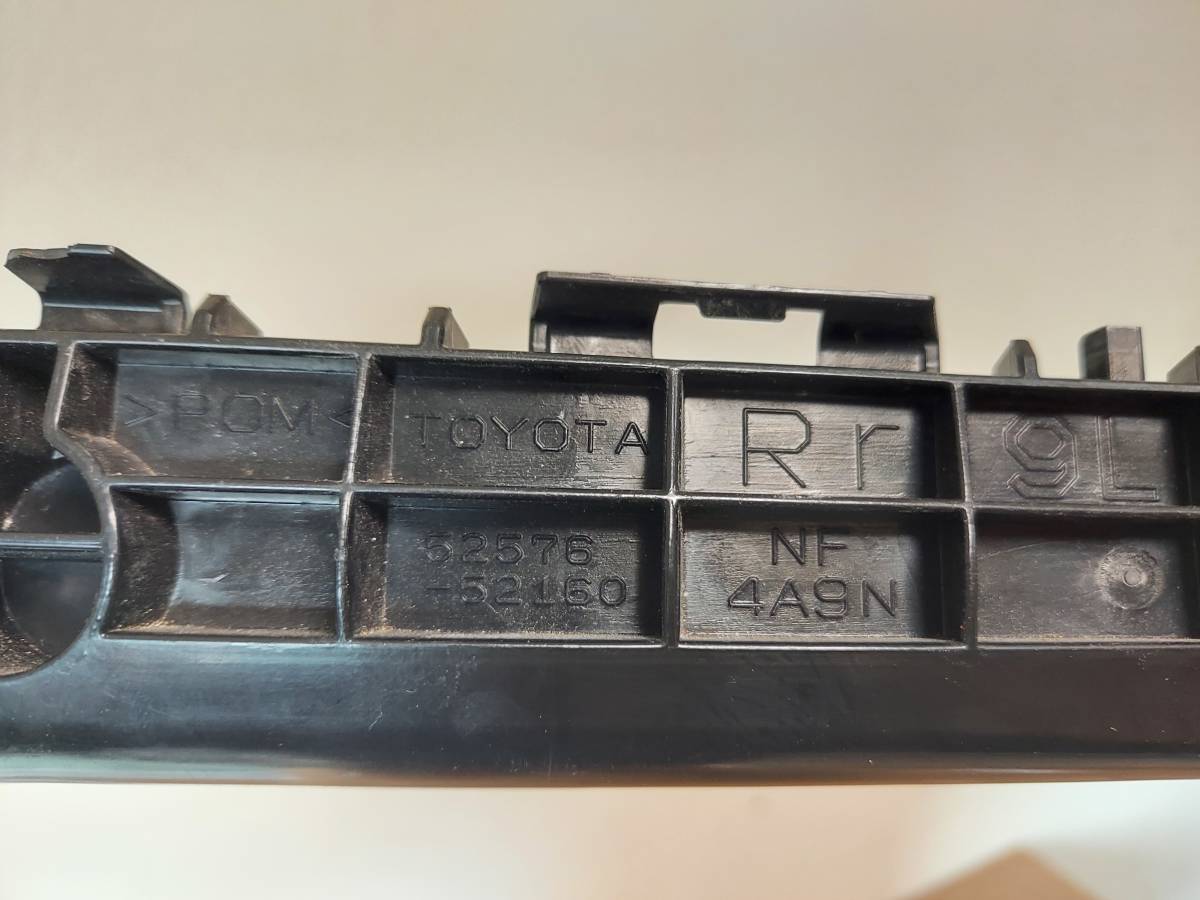 >POM<
TOYOTA
Rr
9L
52576
-52160
NF
4A9N